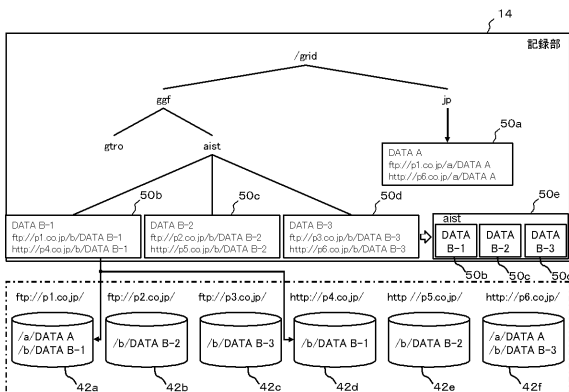 14
記録部
/grid
ggf
jp
gtro
aist
50a
DATA A
ftp://p1.co.jp/a/DATA A
http://p6.co.jp/a/DATA A
50b
50c
50d
50e
DATA B-1
ftp://p1.co.jp/b/DATA B-1
http://p4.co.jp/b/DATA B-1
DATA B-2
ftp://p2.co.jp/b/DATA B-2
http://p5.co.jp/b/DATA B-2
DATA B-3
ftp://p3.co.jp/b/DATA B-3
http://p6.co.jp/b/DATA B-3
aist
DATA B-1
DATA B-2
DATA B-3
50b
50c
50d
ftp://p1.co.jp/
ftp://p2.co.jp/
ftp://p3.co.jp/
http://p4.co.jp/
http://p5.co.jp/
http://p6.co.jp/
/a/DATA A
/b/DATA B-1
/b/DATA B-2
/b/DATA B-3
/b/DATA B-1
/b/DATA B-2
/a/DATA A
/b/DATA B-3
42a
42b
42c
42d
42e
42f